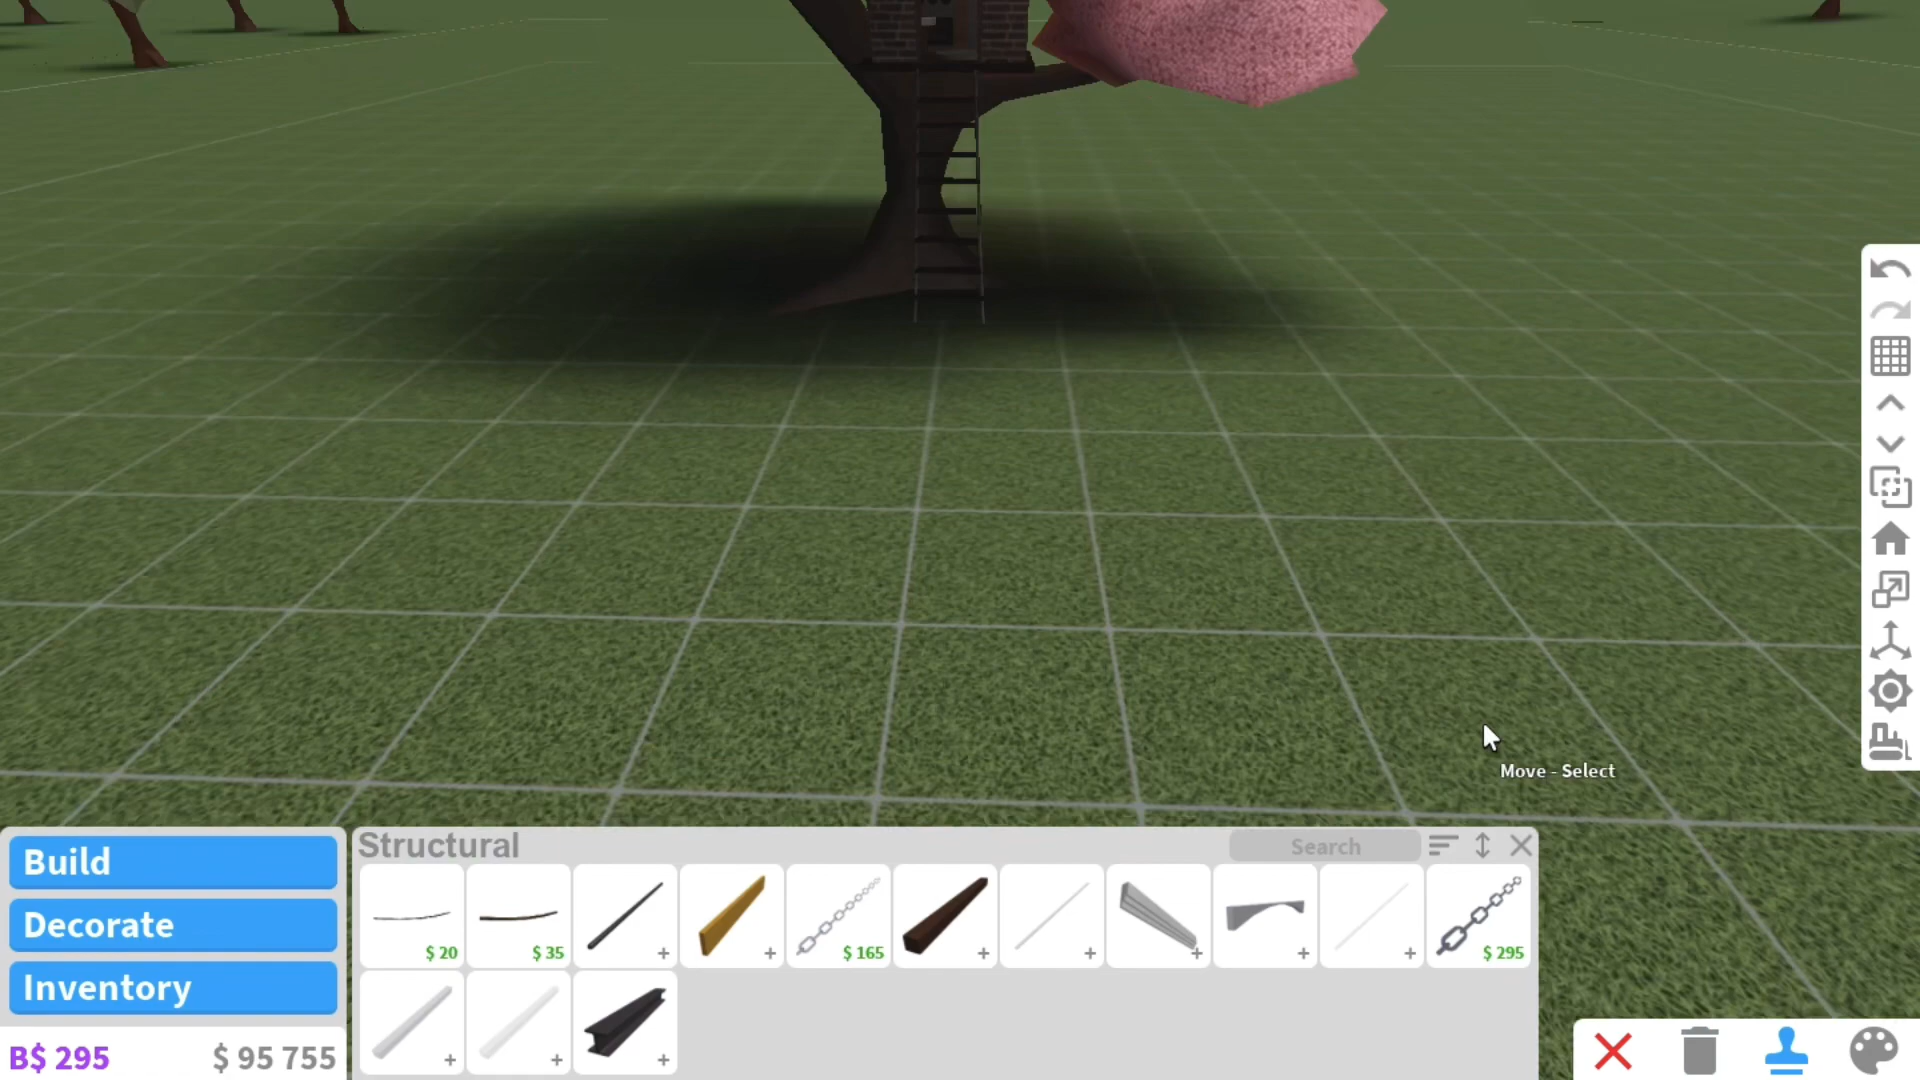 Move - Select
Structural
Search
Build
Decorate
Inventory
B$ 295
$ 95 755
$ 20
$ 35
+
+
$ 165
+
+
+
+
+
$ 295
+
+
+